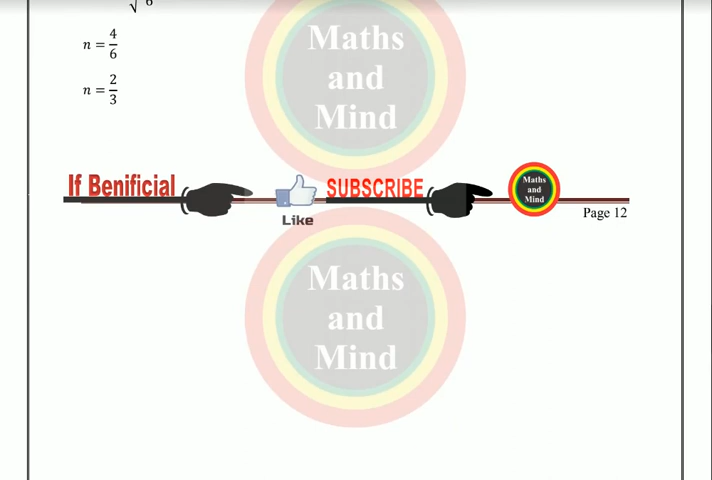 √6
n = 4/6
n = 2/3
Maths
and
Mind
If Benificial
Like
SUBSCRIBE
Maths
and
Mind
Page 12
Maths
and
Mind